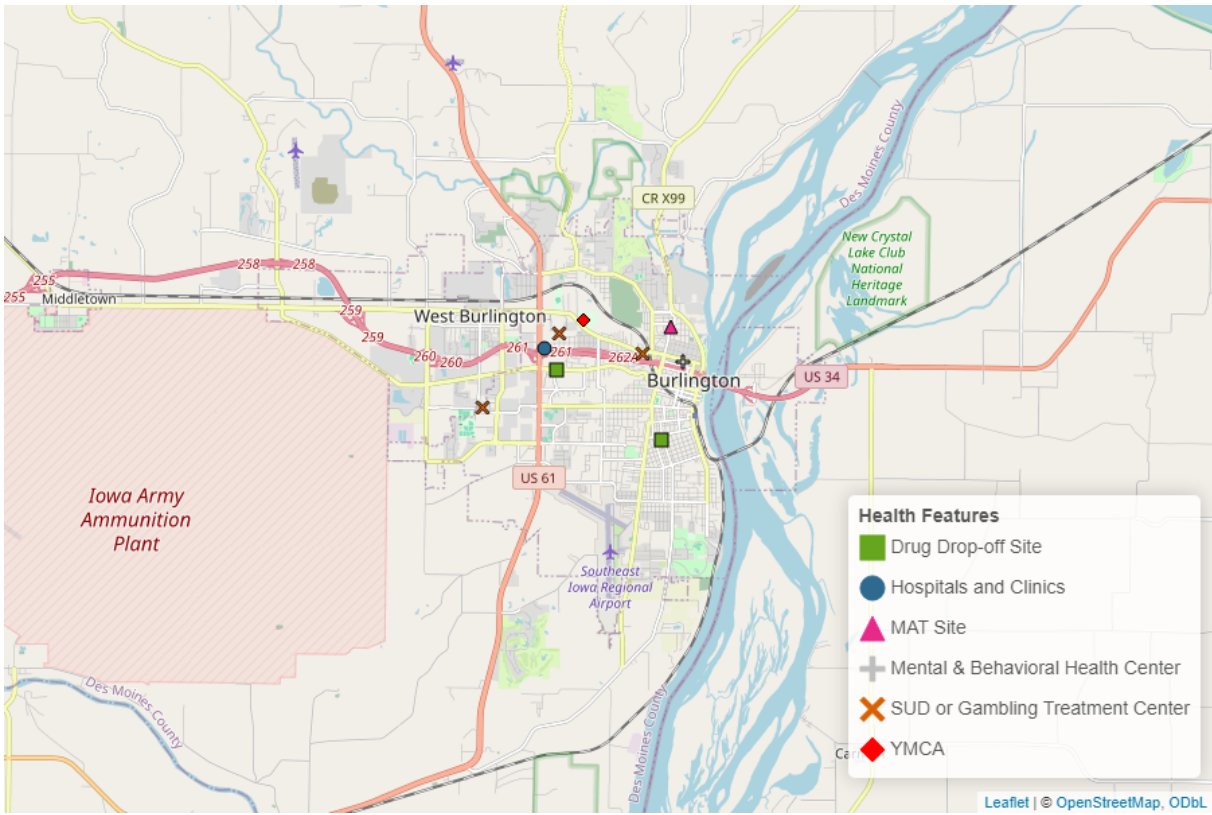 CR X99
Des Moines County
New Crystal
Lake Club
National
Heritage
Landmark
258
258
255
255
Middletown
259
259
West Burlington
260
260
261
261
262A
Burlington
US 34
US 61
Iowa Army
Ammunition
Plant
Southeast
Iowa Regional
Airport
Des Moines County
Des Moines County
Health Features
Drug Drop-off Site
Hospitals and Clinics
MAT Site
Mental & Behavioral Health Center
SUD or Gambling Treatment Center
YMCA
Leaflet | © OpenStreetMap, ODbL